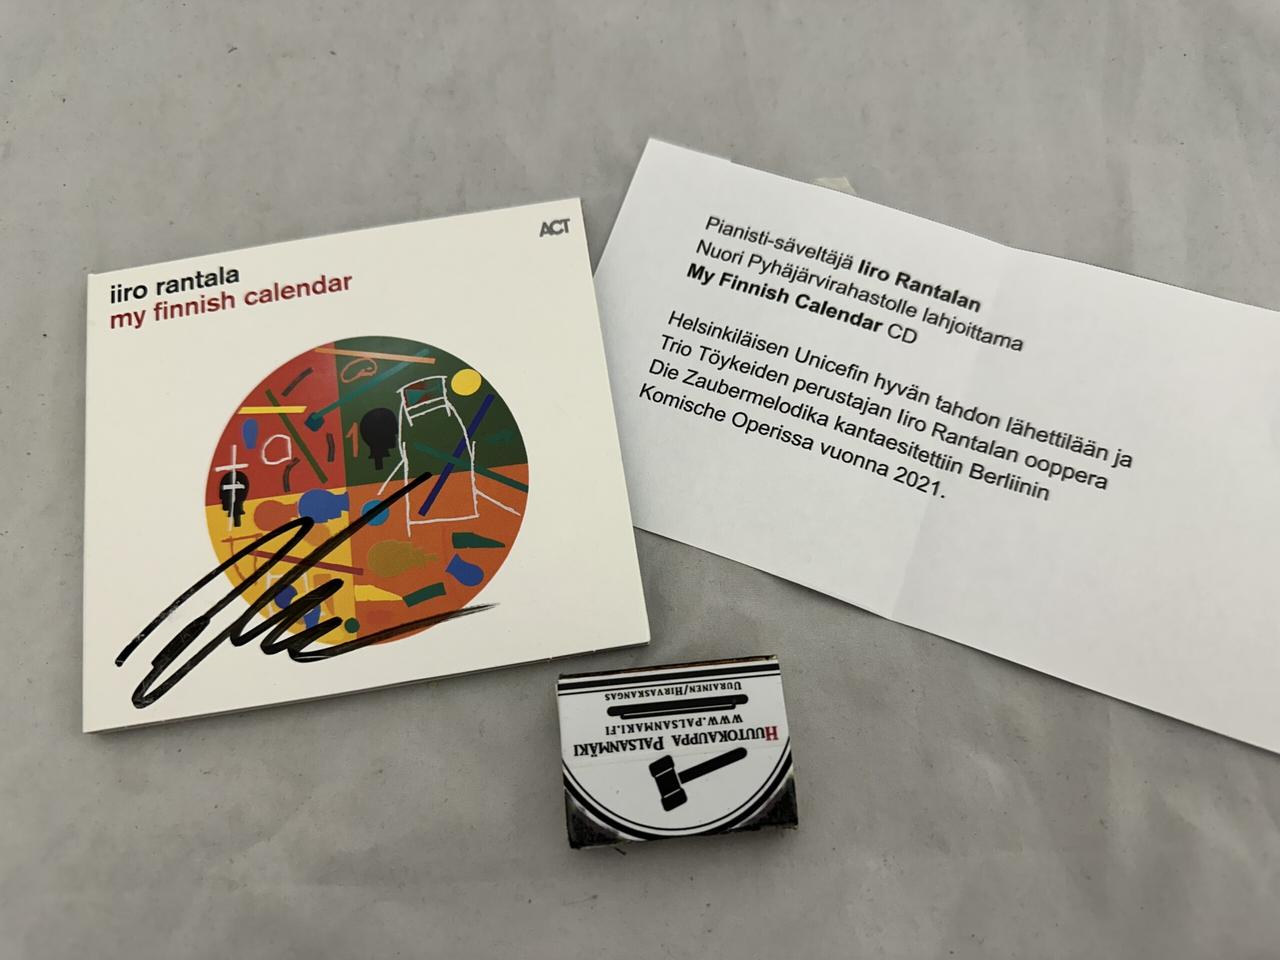 ACT
iiro rantala
my finnish calendar
1
Pianisti-säveltäjä Iiro Rantalan
Nuori Pyhäjärvirahastolle lahjoittama
My Finnish Calendar CD
Helsinkiläisen Unicefin hyvän tahdon lähettilään ja
Trio Töykeiden perustajan Iiro Rantalan ooppera
Die Zaubermelodika kantaesitettiin Berliinin
Komische Operissa vuonna 2021.
HUUTOKAUPPA PALSANMÄKI
WWW.PALSANMAKI.FI
UURAINEN/HIRVASKANGAS